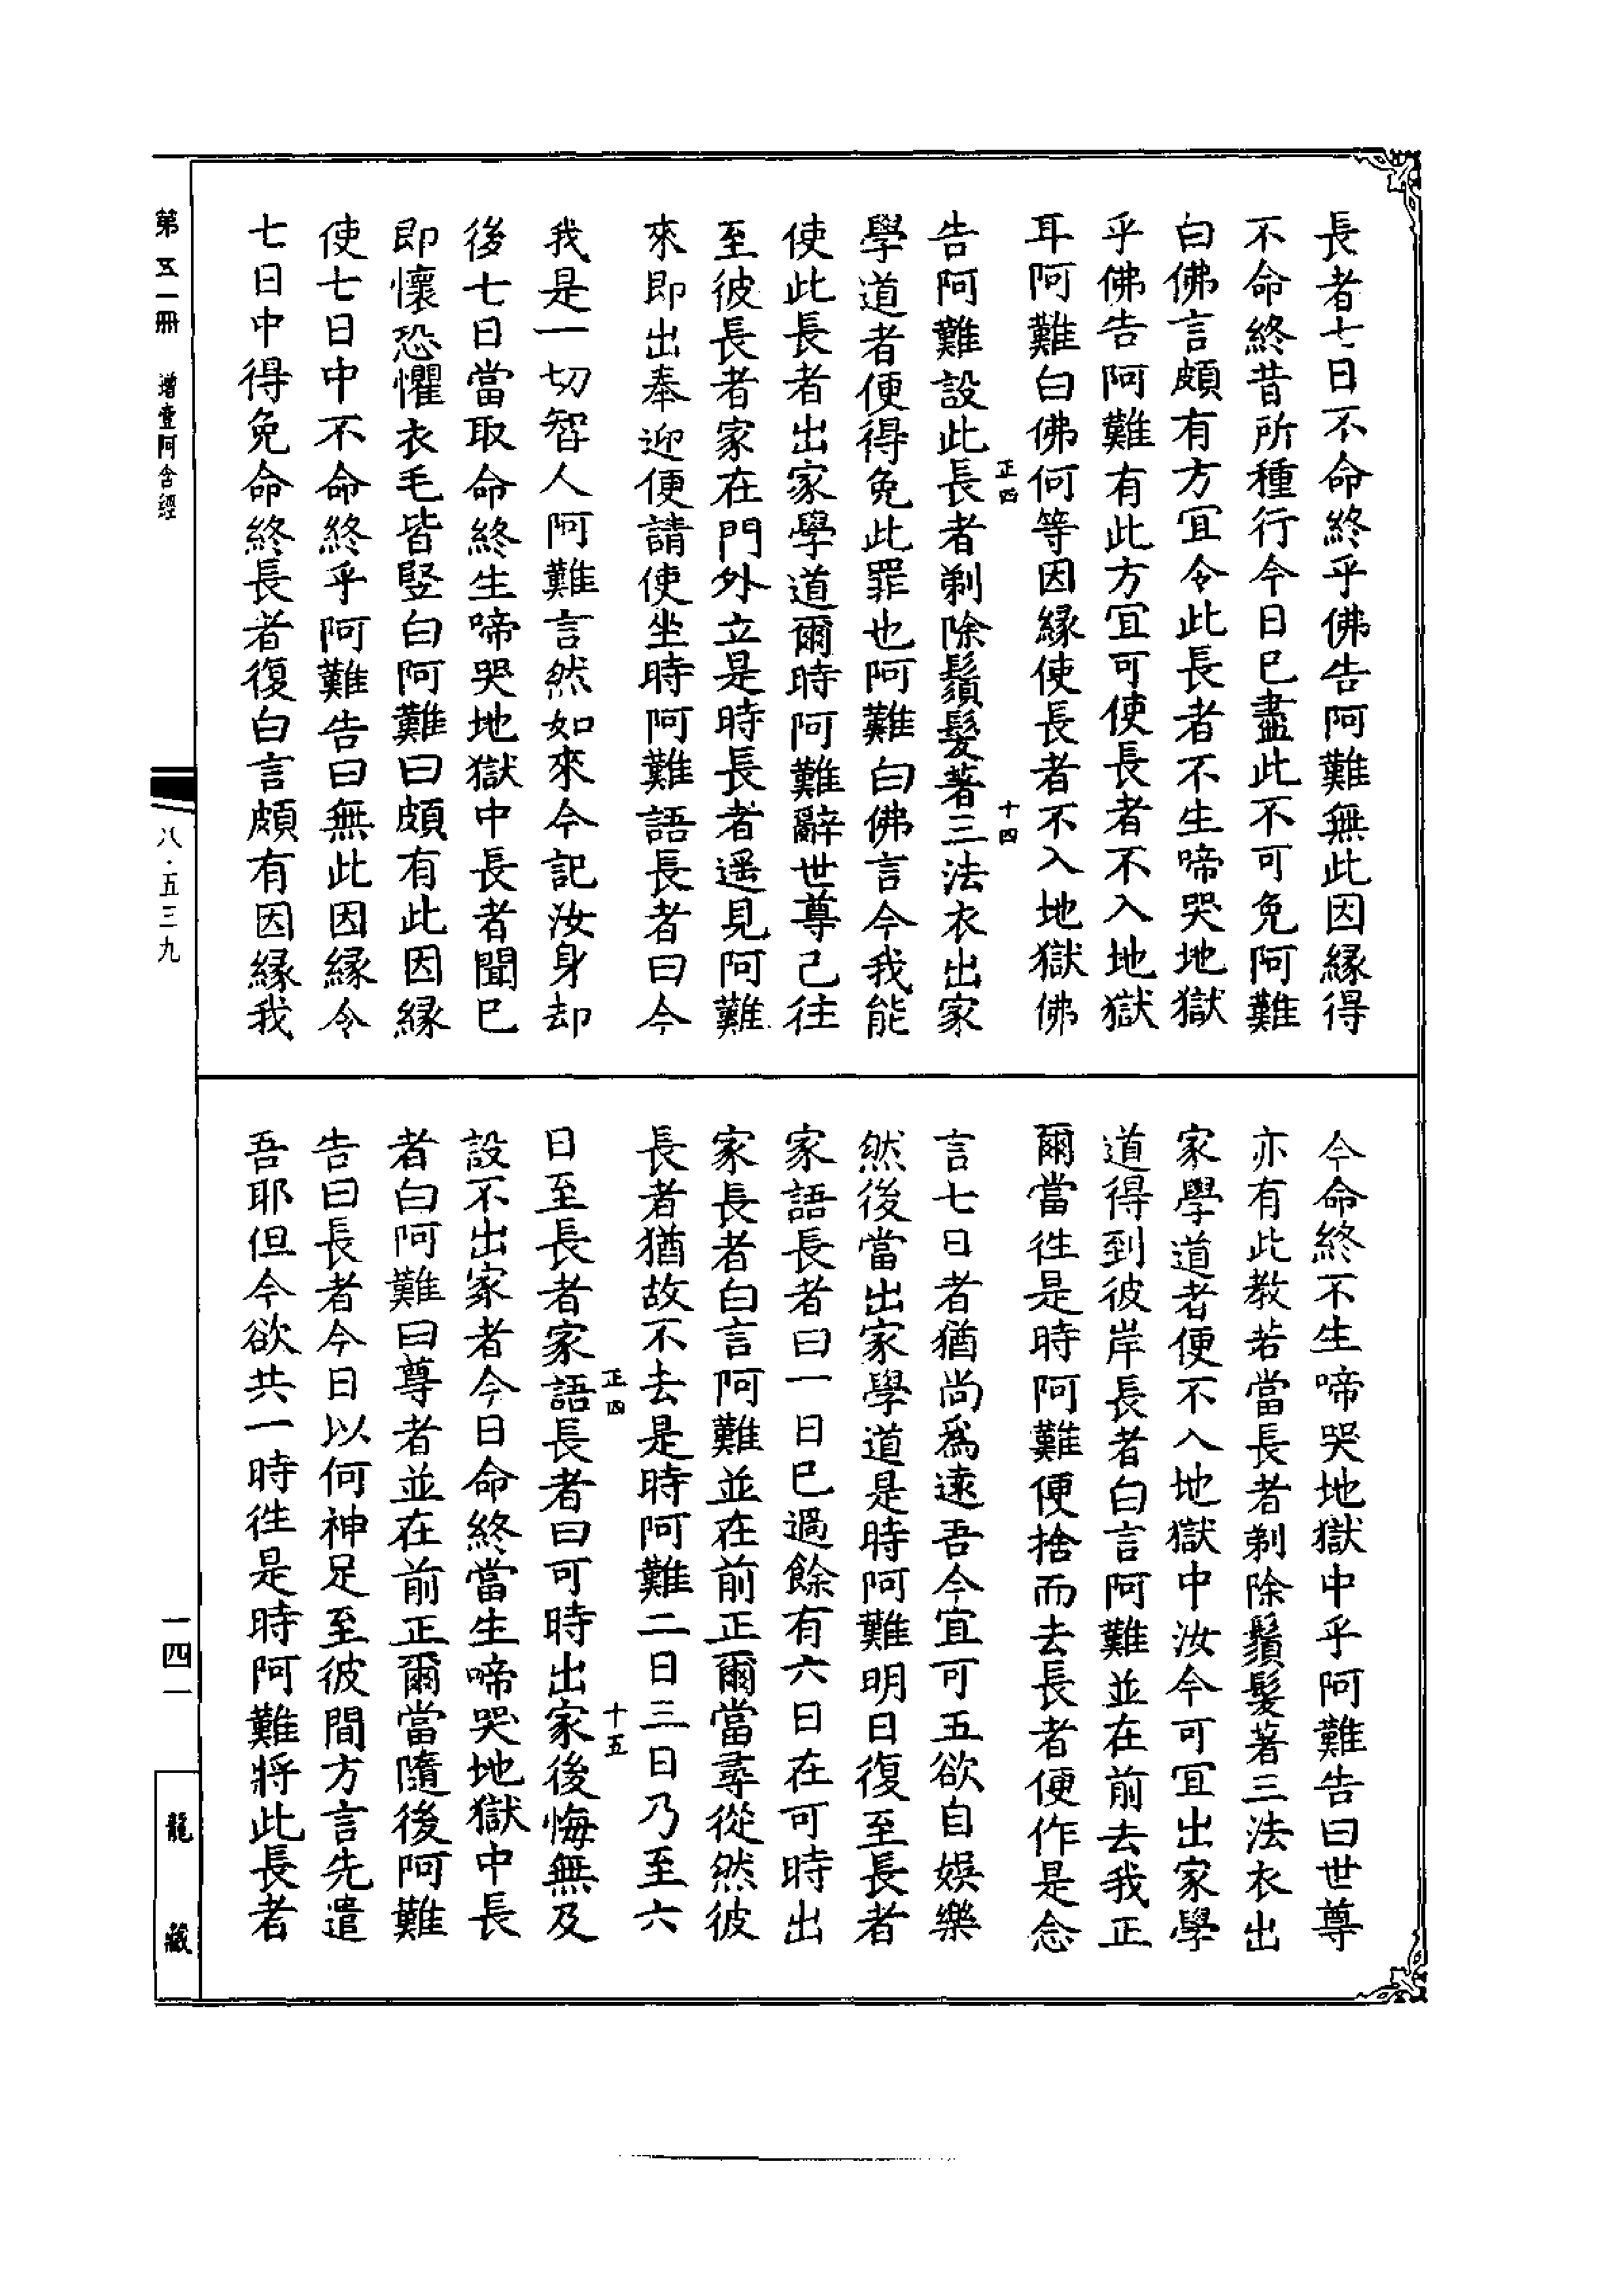 長者七日不命終乎佛告阿難無此因緣得
不命終昔所種行今日已盡此不可免阿難
白佛言頗有方宜令此長者不生啼哭地獄
乎佛告阿難有此方宜可使長者不入地獄
耳阿難白佛何等因緣使長者不入地獄佛
正四 十四
告阿難設此長者剃除鬚髮著三法衣出家
學道者便得免此罪也阿難白佛言今我能
使此長者出家學道爾時阿難辭世尊已往
至彼長者家在門外立是時長者遥見阿難
來即出奉迎便請使坐時阿難語長者曰今
我是一切智人阿難言然如來今記汝身却
後七日當取命終生啼哭地獄中長者聞已
即懷恐懼衣毛皆竪白阿難曰頗有此因緣
使七日中不命終乎阿難告曰無此因緣令
七日中得免命終長者復白言頗有因緣我
今命終不生啼哭地獄中乎阿難告曰世尊
亦有此教若當長者剃除鬚髮著三法衣出
家學道者便不入地獄中汝今可宜出家學
道得到彼岸長者白言阿難並在前去我正
爾當往是時阿難便捨而去長者便作是念
言七日者猶尚爲遠吾今宜可五欲自娛樂
然後當出家學道是時阿難明日復至長者
家語長者曰一日已過餘有六日在可時出
家長者白言阿難並在前正爾當尋從然彼
長者猶故不去是時阿難二日三日乃至六
正四 十五
日至長者家語長者曰可時出家後悔無及
設不出家者今日命終當生啼哭地獄中長
者白阿難曰尊者並在前正爾當隨後阿難
告曰長者今日以何神足至彼間方言先遣
吾耶但今欲共一時往是時阿難將此長者
第五一冊 增壹阿含經
八·五三九
一四一
龍藏